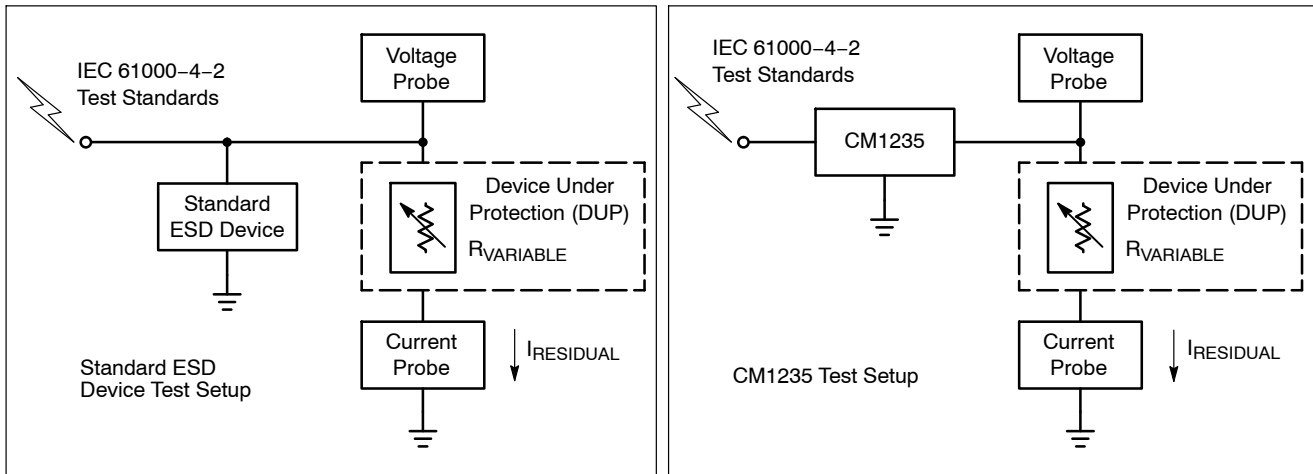 IEC 61000−4−2
Test Standards
Voltage
Probe
Standard
ESD Device
Device Under
Protection (DUP)
RVARIABLE
Current
Probe
IRESIDUAL
Standard ESD
Device Test Setup
IEC 61000−4−2
Test Standards
Voltage
Probe
CM1235
Device Under
Protection (DUP)
RVARIABLE
Current
Probe
IRESIDUAL
CM1235 Test Setup